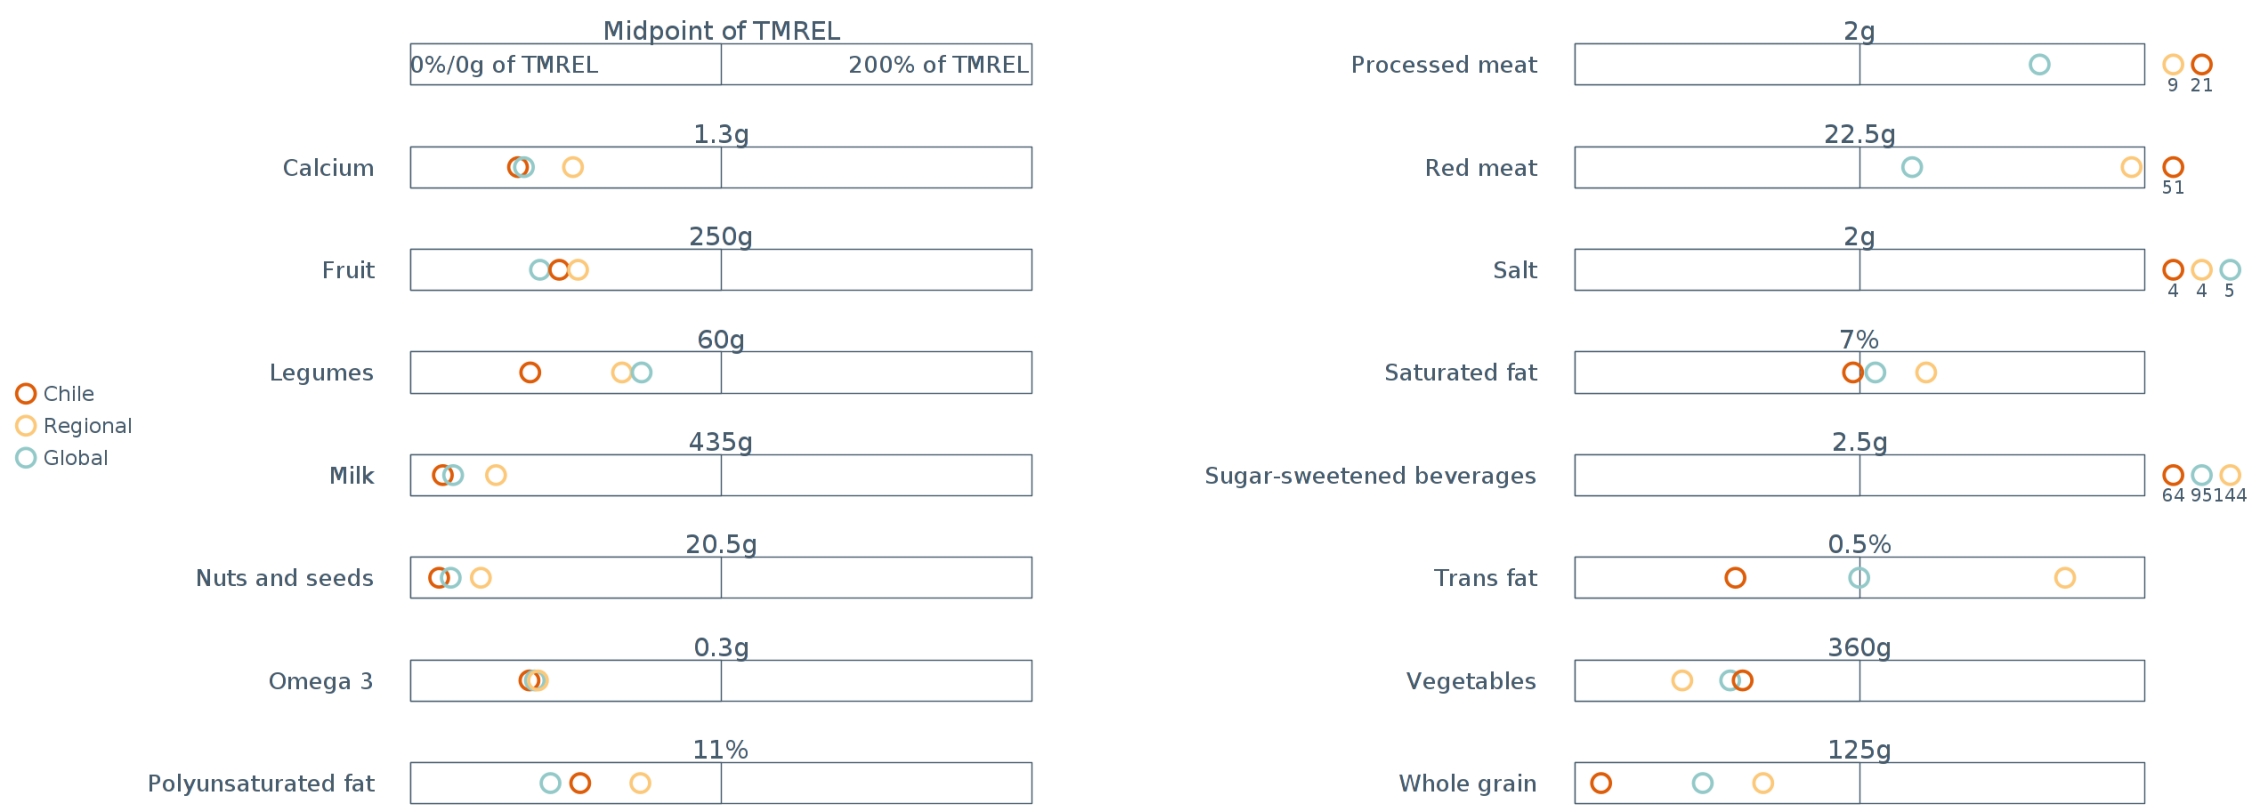 Midpoint of TMREL
0%/0g of TMREL 200% of TMREL
1.3g
Calcium
250g
Fruit
60g
Legumes
435g
Milk
20.5g
Nuts and seeds
0.3g
Omega 3
11%
Polyunsaturated fat
Chile
Regional
Global
2g
Processed meat
9 21
22.5g
Red meat
51
2g
Salt
4 4 5
7%
Saturated fat
2.5g
Sugar-sweetened beverages
64 95 144
0.5%
Trans fat
360g
Vegetables
125g
Whole grain